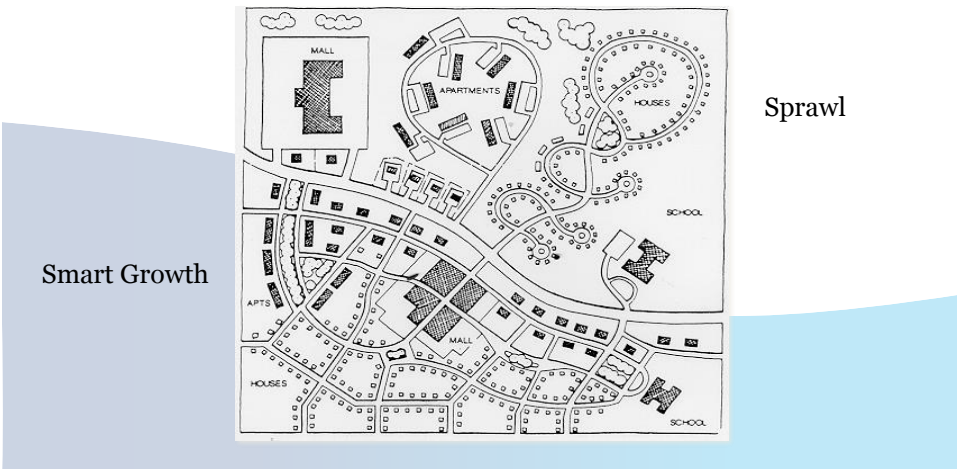 MALL
APARTMENTS
HOUSES
Sprawl
SCHOOL
Smart Growth
APTS
MALL
HOUSES
SCHOOL